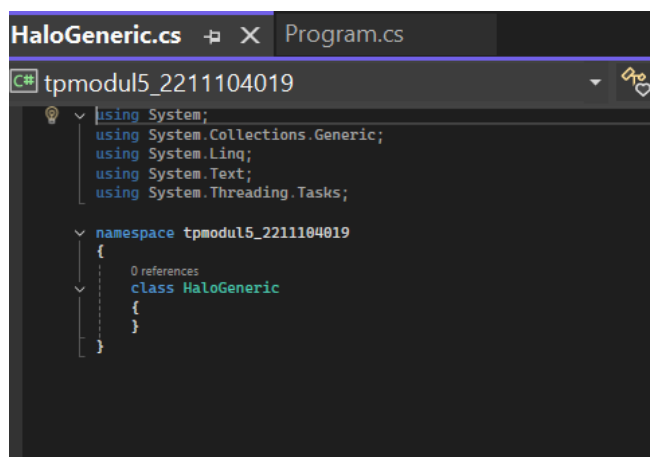 HaloGeneric.cs Program.cs
C# tpmodul5_2211104019
using System;
using System.Collections.Generic;
using System.Linq;
using System.Text;
using System.Threading.Tasks;
namespace tpmodul5_2211104019
{
0 references
class HaloGeneric
{
}
}